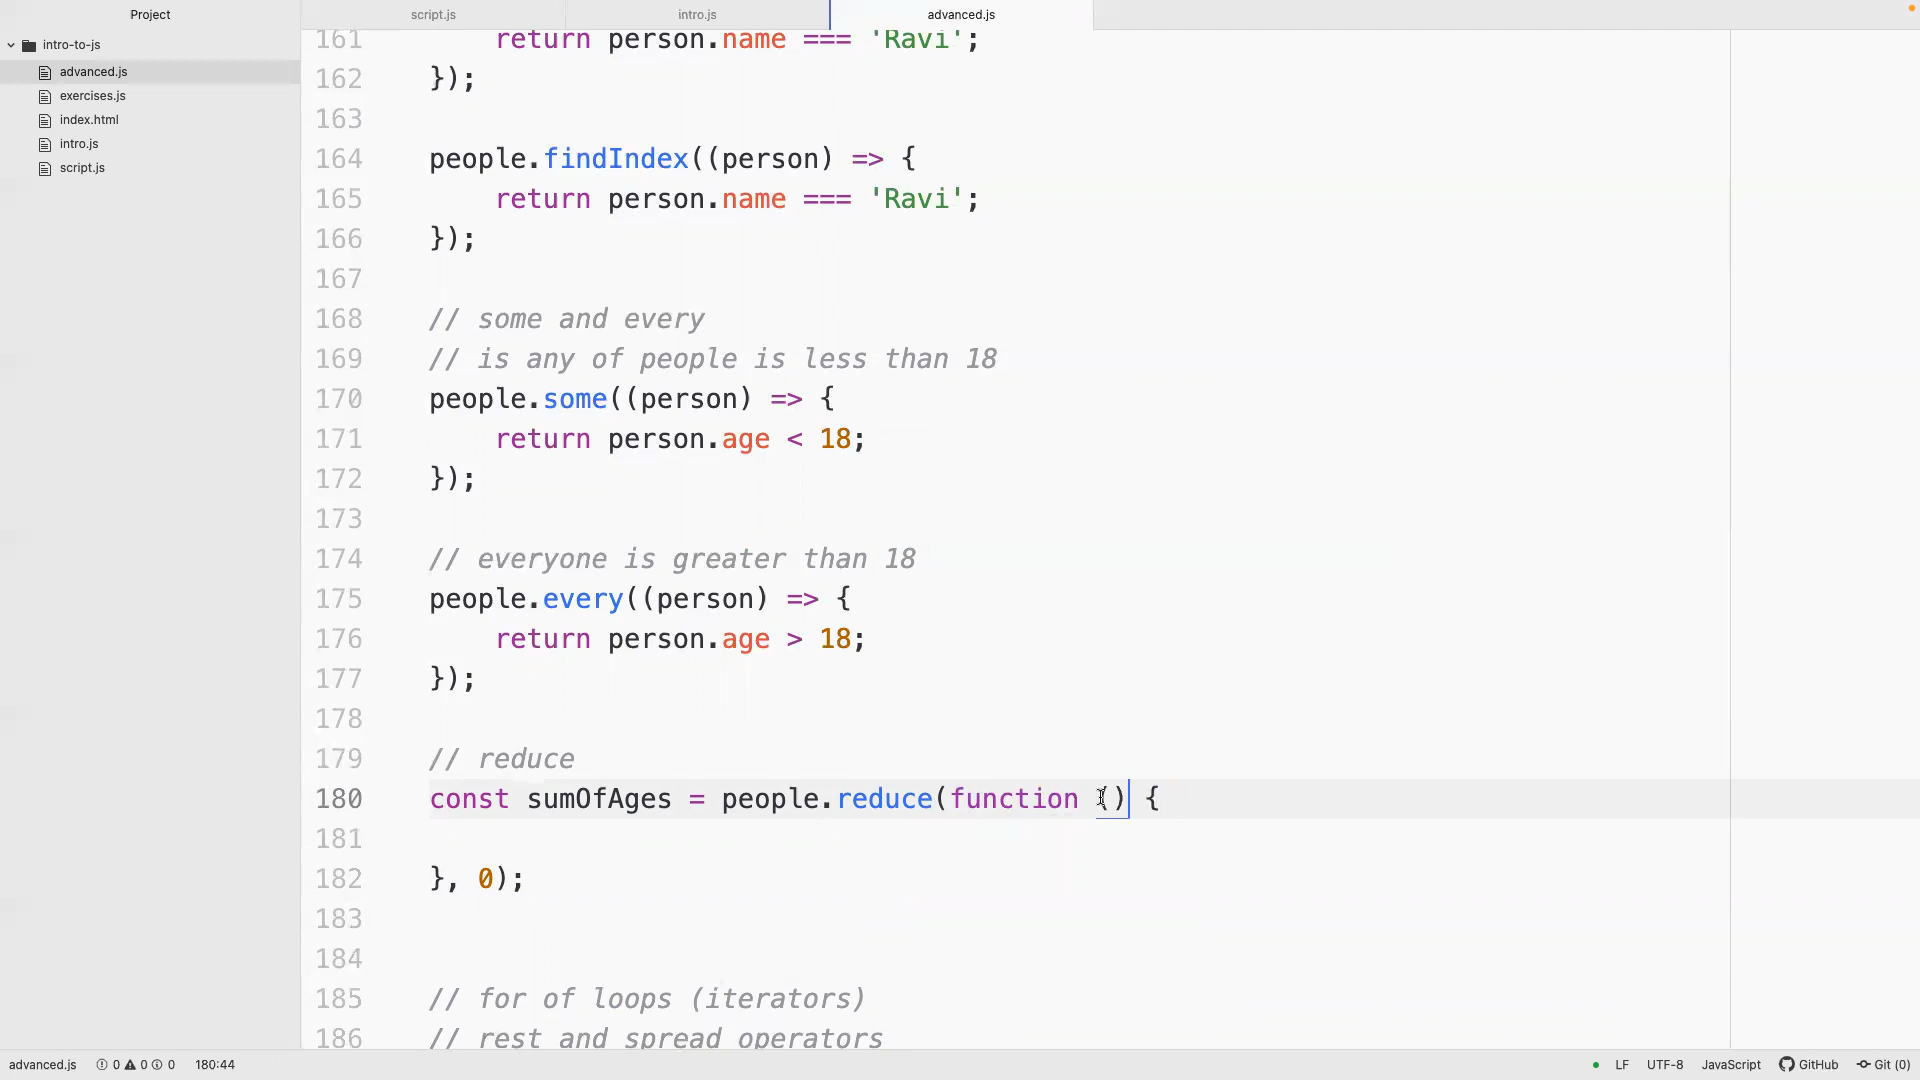 Project
script.js
intro.js
advanced.js
intro-to-js
advanced.js
exercises.js
index.html
intro.js
script.js
161 return person.name === 'Ravi';
162 });
163
164 people.findIndex((person) => {
165 return person.name === 'Ravi';
166 });
167
168 // some and every
169 // is any of people is less than 18
170 people.some((person) => {
171 return person.age < 18;
172 });
173
174 // everyone is greater than 18
175 people.every((person) => {
176 return person.age > 18;
177 });
178
179 // reduce
180 const sumOfAges = people.reduce(function () {
181
182 }, 0);
183
184
185 // for of loops (iterators)
186 // rest and spread operators
advanced.js 0 0 0 180:44 LF UTF-8 JavaScript GitHub Git (0)